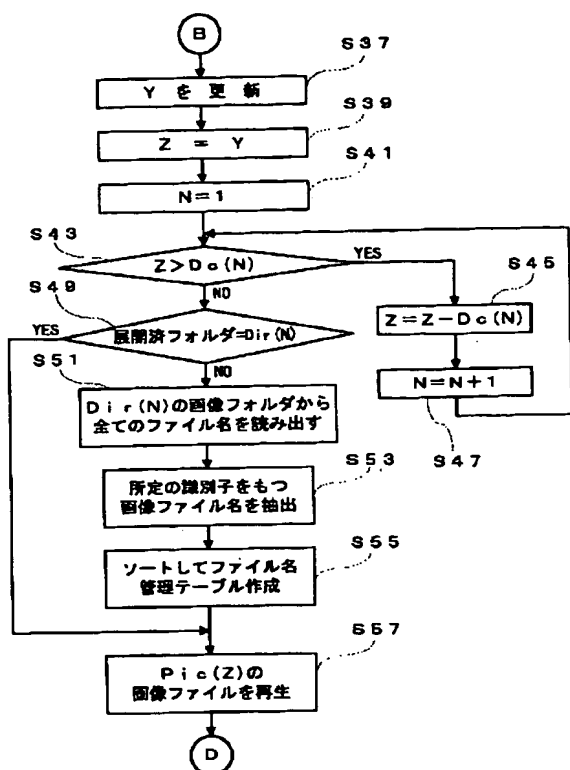 B
S37
Yを更新
S39
Z=Y
S41
N=1
S43
Z>Dc(N)
YES
S45
NO
Z=Z-Dc(N)
S49
YES
展開済フォルダ=Dir(N)
N=N+1
S47
S51
NO
Dir(N)の画像フォルダから
全てのファイル名を読み出す
S53
所定の識別子をもつ
画像ファイル名を抽出
S55
ソートしてファイル名
管理テーブル作成
S57
Pic(Z)の
画像ファイルを再生
D